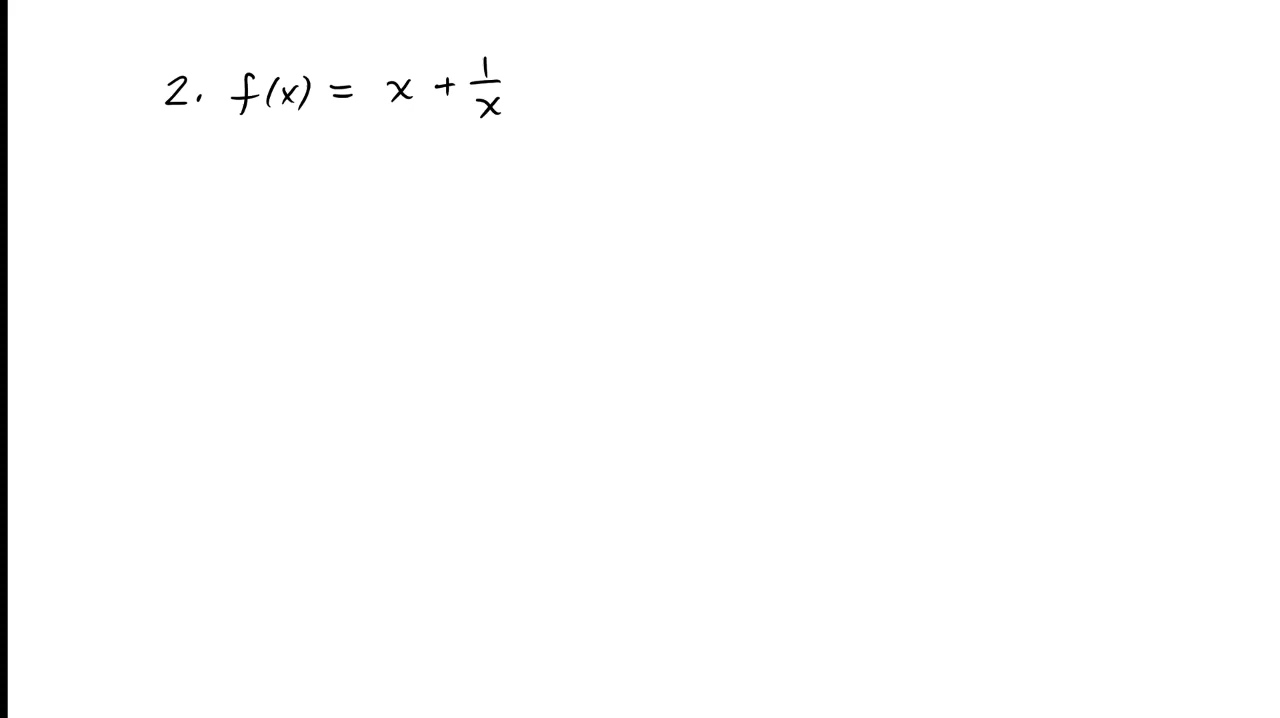 2. f(x) = x + 1/x